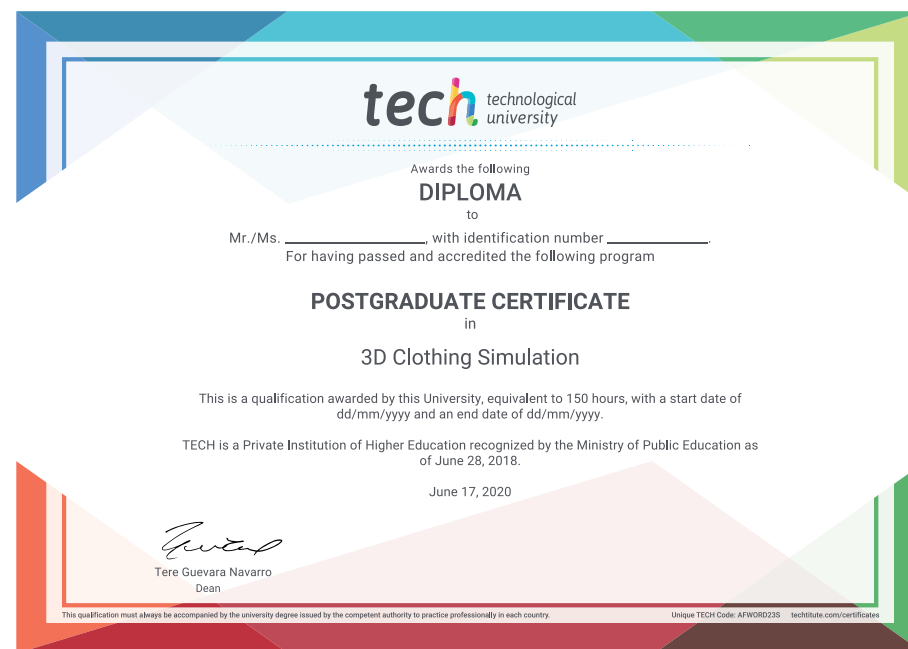 tech technological
university
Awards the following
DIPLOMA
to
Mr./Ms. ____________, with identification number ____________.
For having passed and accredited the following program
POSTGRADUATE CERTIFICATE
in
3D Clothing Simulation
This is a qualification awarded by this University, equivalent to 150 hours, with a start date of
dd/mm/yyyy and an end date of dd/mm/yyyy.
TECH is a Private Institution of Higher Education recognized by the Ministry of Public Education as
of June 28, 2018.
June 17, 2020
Tere Guevara Navarro
Dean
This qualification must always be accompanied by the university degree issued by the competent authority to practice professionally in each country. Unique TECH Code: AFWORD23S techtitute.com/certificates